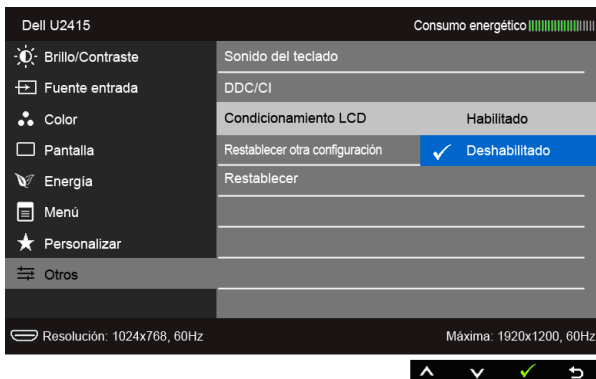 Dell U2415
Consumo energético
Brillo/Contraste
Fuente entrada
Color
Pantalla
Energía
Menú
Personalizar
Otros
Sonido del teclado
DDC/CI
Condicionamiento LCD
Habilitado
Restablecer otra configuración
Deshabilitado
Restablecer
Resolución: 1024x768, 60Hz
Máxima: 1920x1200, 60Hz